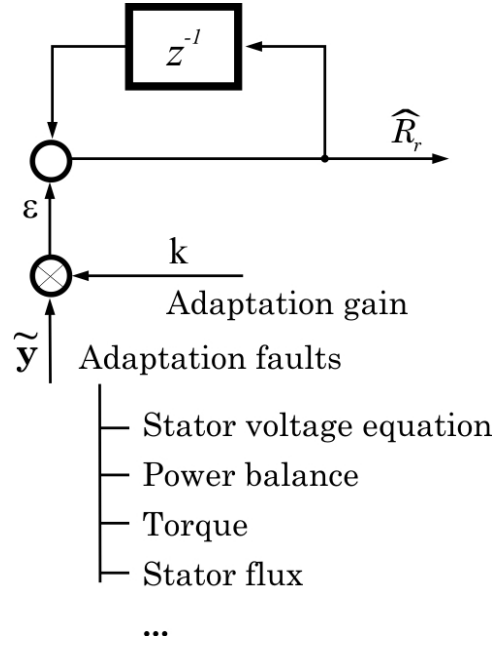 z⁻¹
R̂ᵣ
ε
k
Adaptation gain
ỹ
Adaptation faults
Stator voltage equation
Power balance
Torque
Stator flux
...